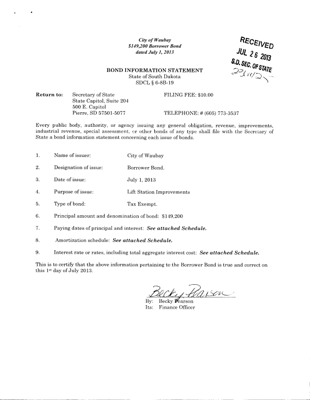 City of Waubay
$149,200 Borrower Bond
dated July 1, 2013
RECEIVED
JUL 26 2013
S.D. SEC. OF STATE
BOND INFORMATION STATEMENT
State of South Dakota
SDCL § 6-8B-19
Return to: Secretary of State FILING FEE: $10.00
State Capitol, Suite 204
500 E. Capitol
Pierre, SD 57501-5077 TELEPHONE: # (605) 773-3537
Every public body, authority, or agency issuing any general obligation, revenue, improvements,
industrial revenue, special assessment, or other bonds of any type shall file with the Secretary of
State a bond information statement concerning each issue of bonds.
1. Name of issuer: City of Waubay
2. Designation of issue: Borrower Bond.
3. Date of issue: July 1, 2013
4. Purpose of issue: Lift Station Improvements
5. Type of bond: Tax Exempt.
6. Principal amount and denomination of bond: $149,200
7. Paying dates of principal and interest: See attached Schedule.
8. Amortization schedule: See attached Schedule.
9. Interest rate or rates, including total aggregate interest cost: See attached Schedule.
This is to certify that the above information pertaining to the Borrower Bond is true and correct on
this 1st day of July 2013.
Becky Pearson
By: Becky Pearson
Its: Finance Officer